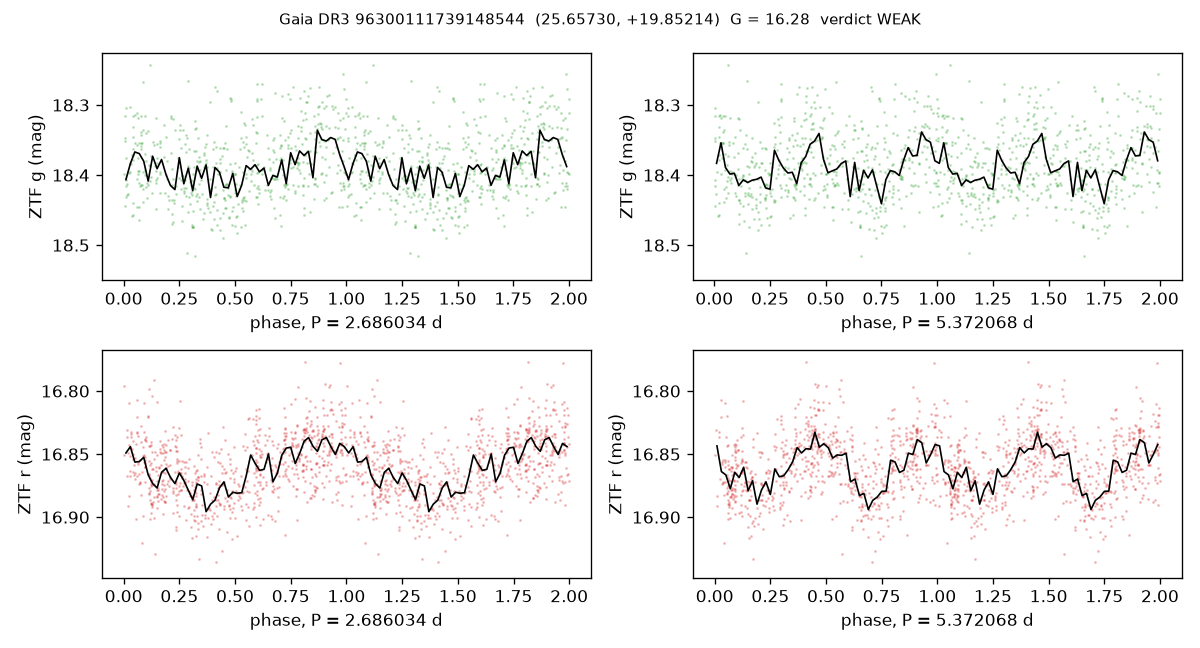 Gaia DR3 96300111739148544 (25.65730, +19.85214) G = 16.28 verdict WEAK
ZTF g (mag)
18.3
18.4
18.5
0.00 0.25 0.50 0.75 1.00 1.25 1.50 1.75 2.00
phase, P = 2.686034 d
ZTF g (mag)
18.3
18.4
18.5
0.00 0.25 0.50 0.75 1.00 1.25 1.50 1.75 2.00
phase, P = 5.372068 d
ZTF r (mag)
16.80
16.85
16.90
0.00 0.25 0.50 0.75 1.00 1.25 1.50 1.75 2.00
phase, P = 2.686034 d
ZTF r (mag)
16.80
16.85
16.90
0.00 0.25 0.50 0.75 1.00 1.25 1.50 1.75 2.00
phase, P = 5.372068 d